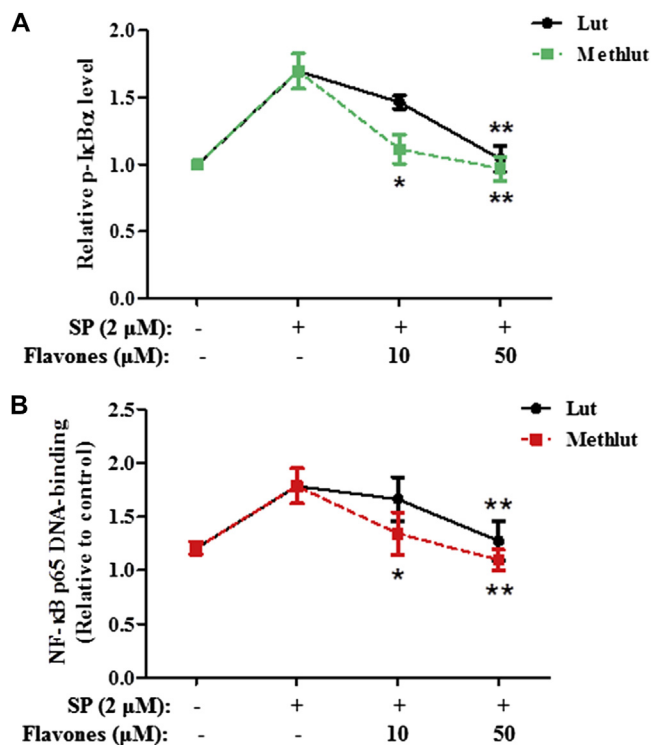 A
Relative p-IκBα level
2.0
1.5
1.0
0.5
0.0
Lut
Methlut
**
*
**
SP (2 μM): - + + +
Flavones (μM): - - 10 50
B
NF-κB p65 DNA-binding
(Relative to control)
2.5
2.0
1.5
1.0
0.5
0.0
Lut
Methlut
**
*
**
SP (2 μM): - + + +
Flavones (μM): - - 10 50